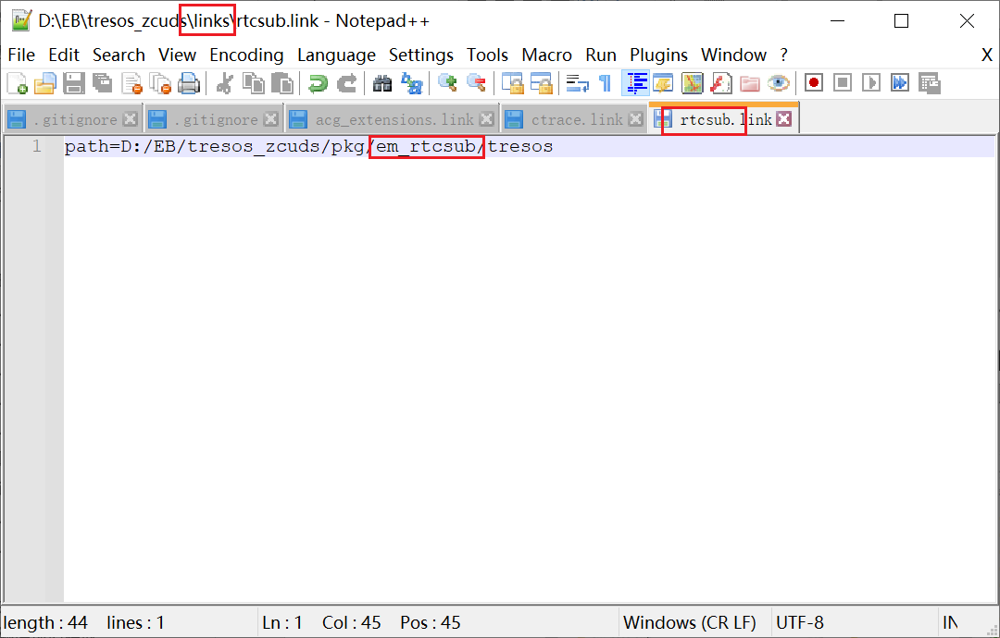 D:\EB\tresos_zcuds\links\rtcsub.link - Notepad++
File Edit Search View Encoding Language Settings Tools Macro Run Plugins Window ? X
.gitignore .gitignore acg_extensions.link ctrace.link rtcsub.link
1 path=D:/EB/tresos_zcuds/pkg/em_rtcsub/tresos
length : 44 lines : 1 Ln : 1 Col : 45 Pos : 45 Windows (CR LF) UTF-8 IN